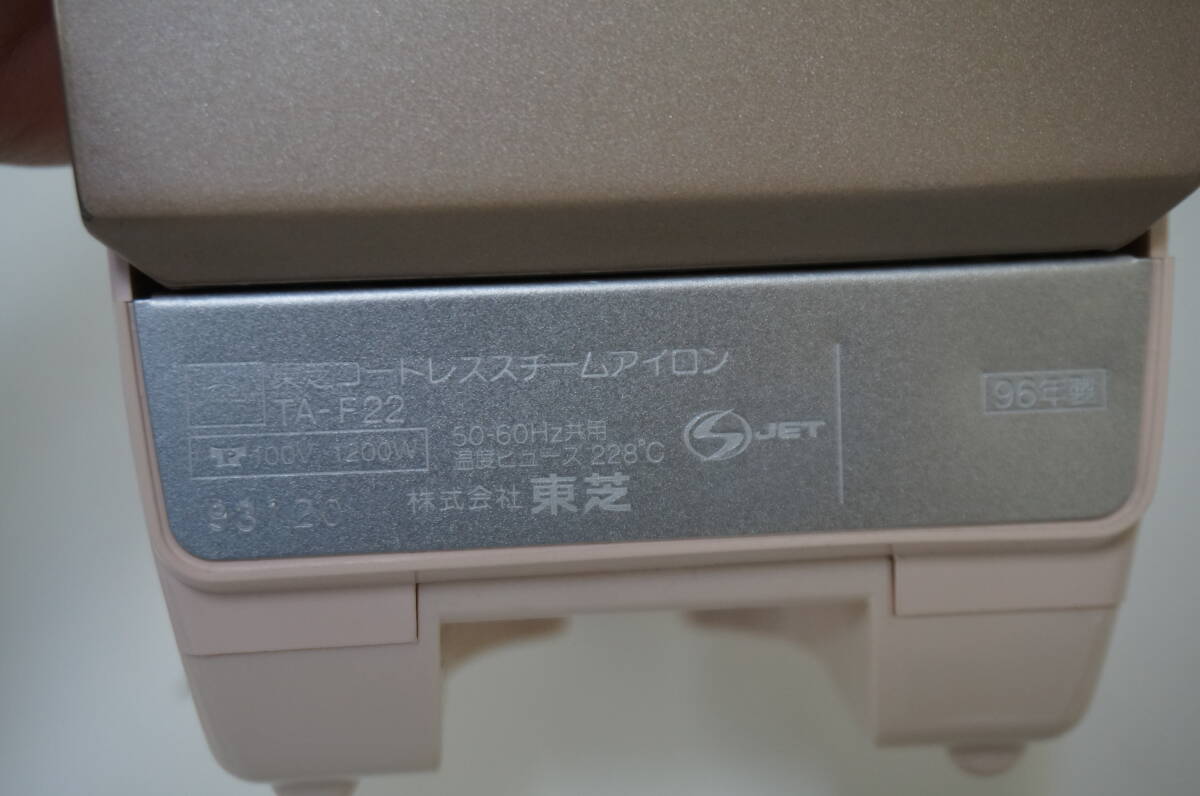 東芝コードレススチームアイロン
TA-F22
100V 1200W
50-60Hz共用
温度ヒューズ 228℃
JET
株式会社 東芝
96年製